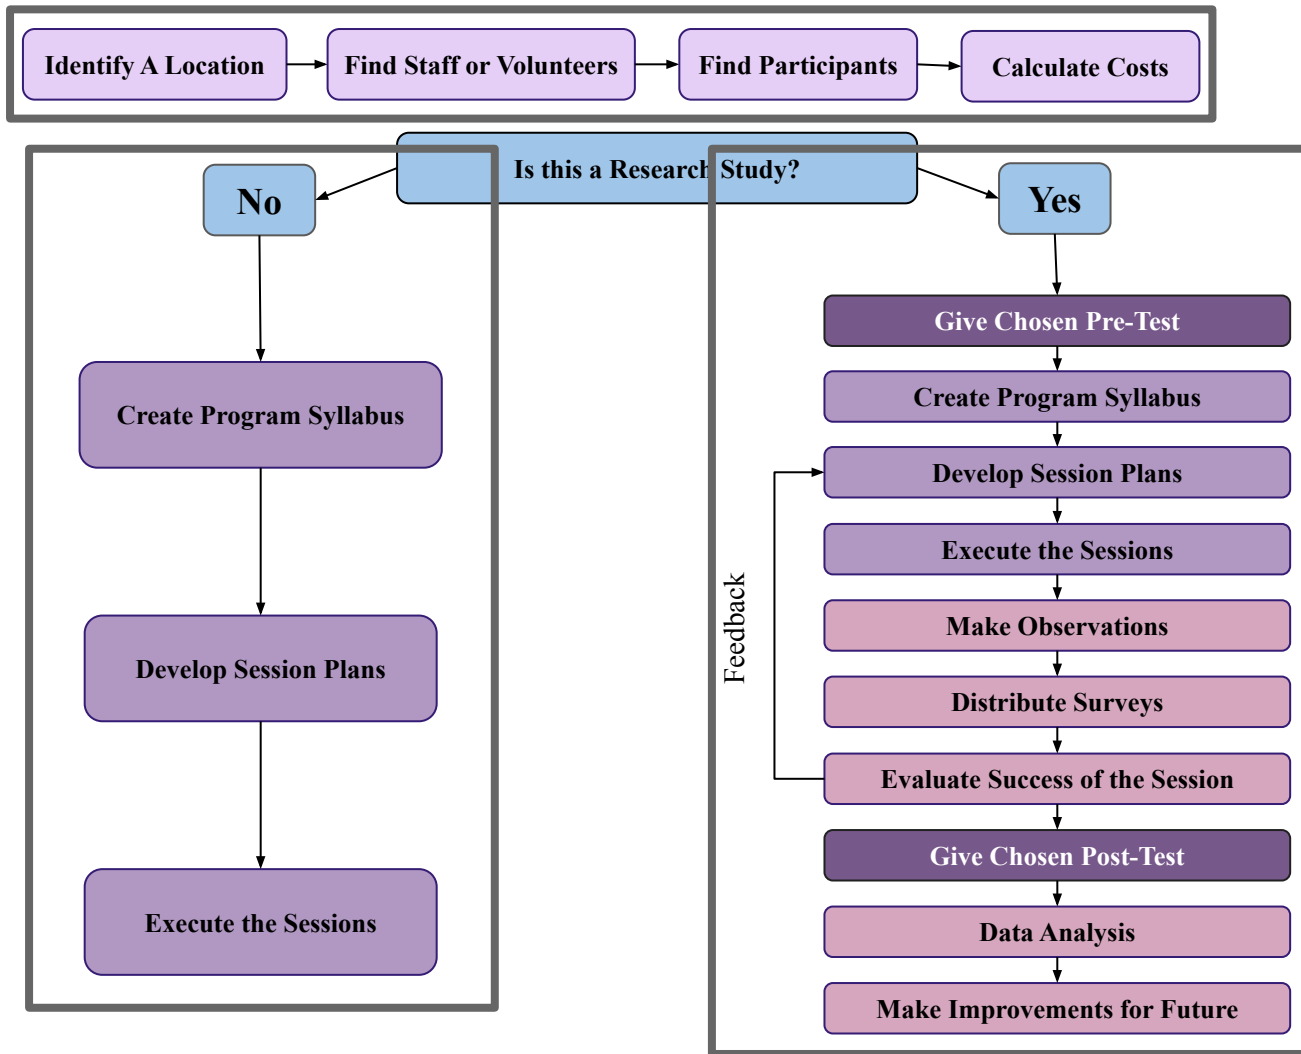 Identify A Location
Find Staff or Volunteers
Find Participants
Calculate Costs
Is this a Research Study?
No
Create Program Syllabus
Develop Session Plans
Execute the Sessions
Yes
Give Chosen Pre-Test
Create Program Syllabus
Develop Session Plans
Execute the Sessions
Make Observations
Distribute Surveys
Evaluate Success of the Session
Feedback
Give Chosen Post-Test
Data Analysis
Make Improvements for Future